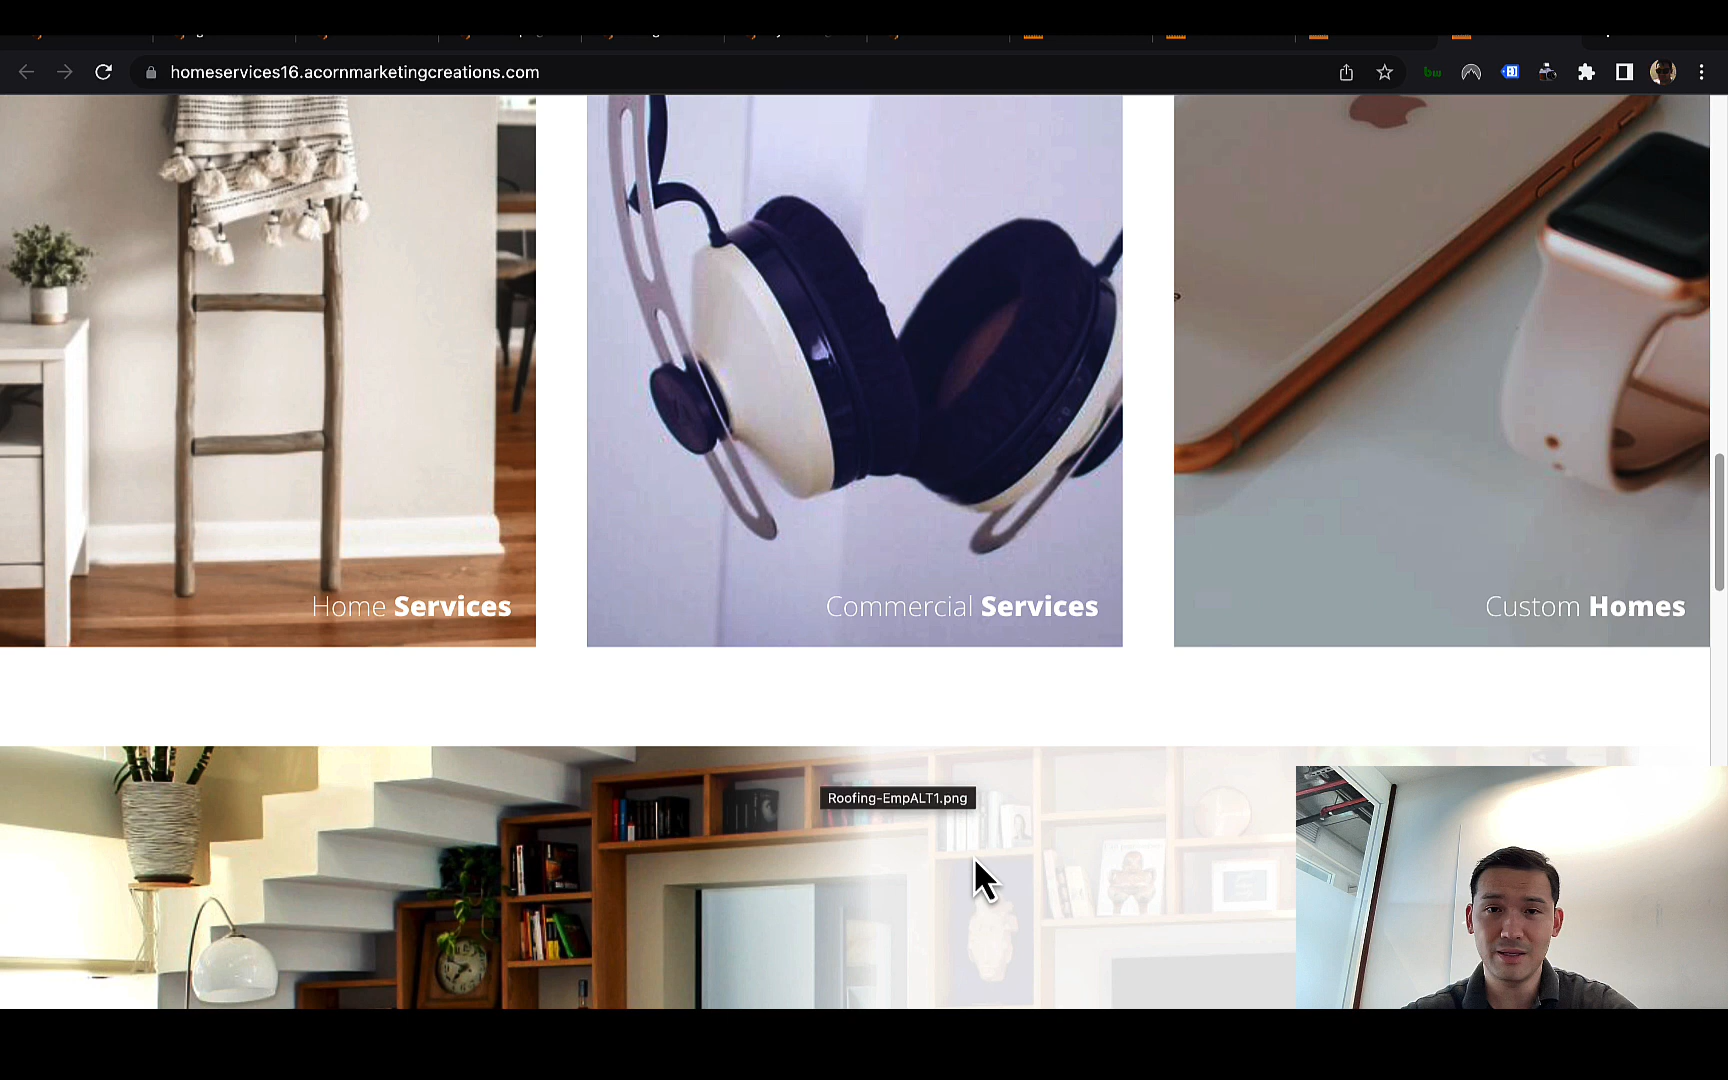 homeservices16.acornmarketingcreations.com
Home Services
Commercial Services
Custom Homes
Roofing-EmpALT1.png